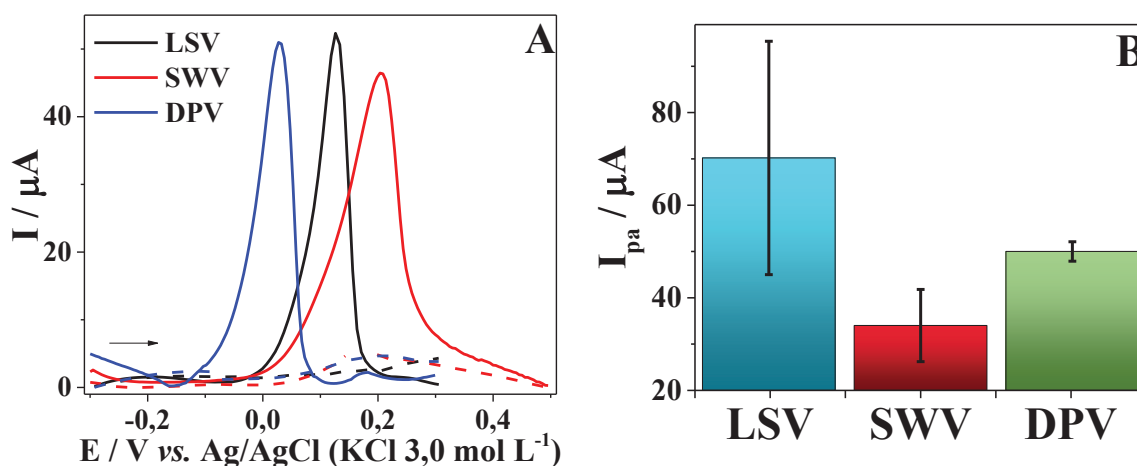 A
LSV
SWV
DPV
I / μA
40
20
0
-0,2 0,0 0,2 0,4
E / V vs. Ag/AgCl (KCl 3,0 mol L-1)
B
I pa / μA
80
60
40
20
LSV SWV DPV